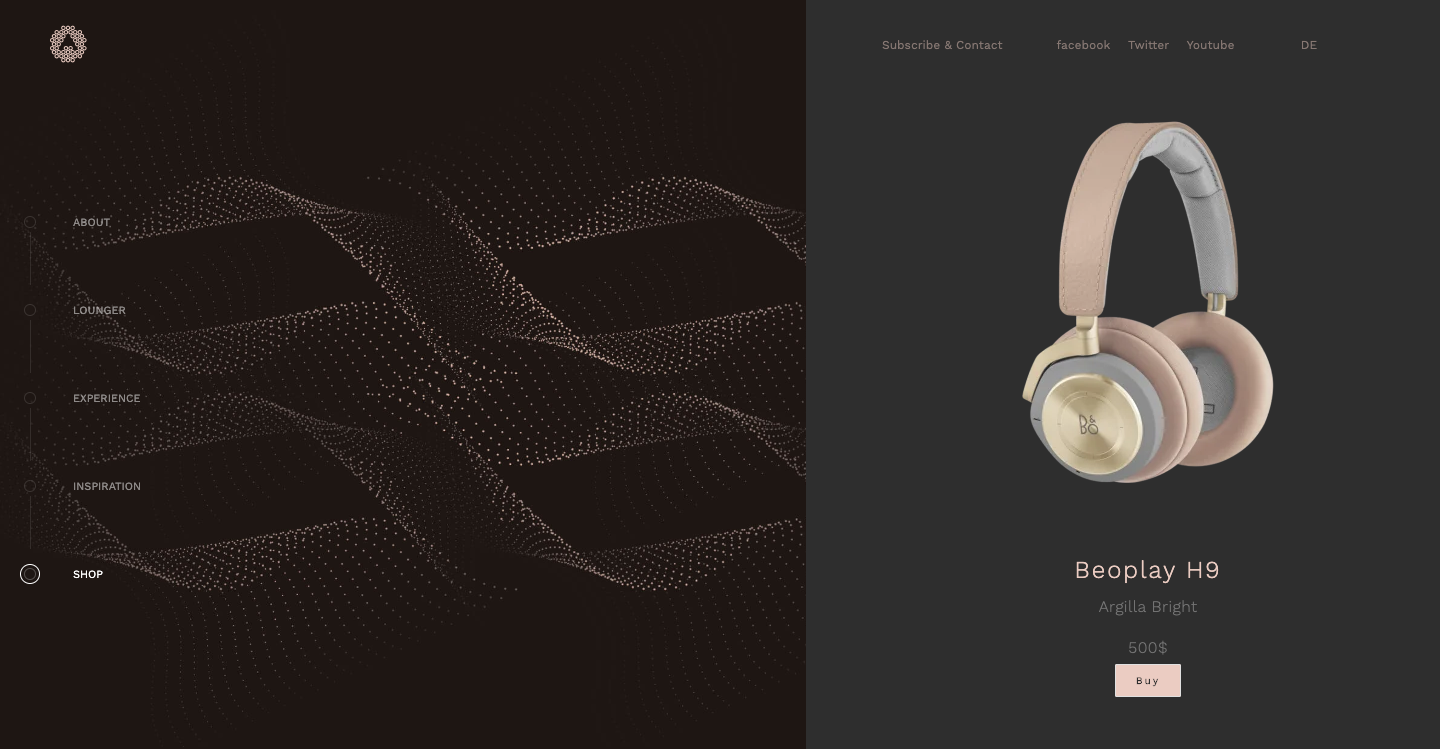 Subscribe & Contact facebook Twitter Youtube DE
ABOUT
LOUNGER
EXPERIENCE
INSPIRATION
SHOP
B&O
Beoplay H9
Argilla Bright
500$
Buy